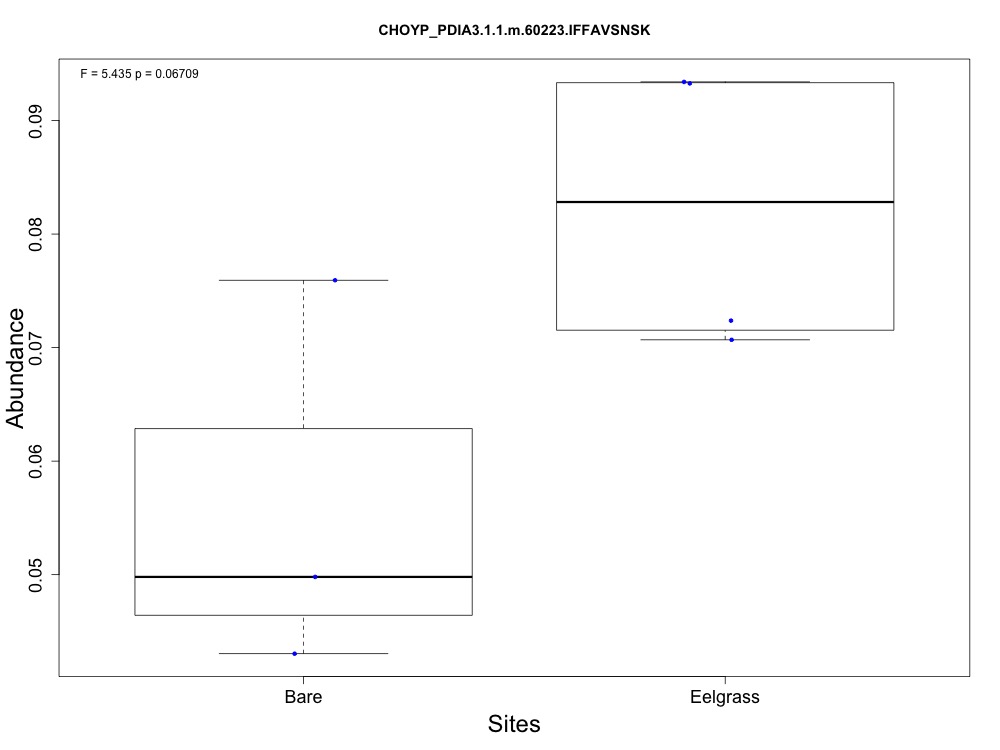 CHOYP_PDIA3.1.1.m.60223.IFFAVSNSK
F = 5.435 p = 0.06709
0.09
0.08
0.07
0.06
0.05
Abundance
Bare
Eelgrass
Sites